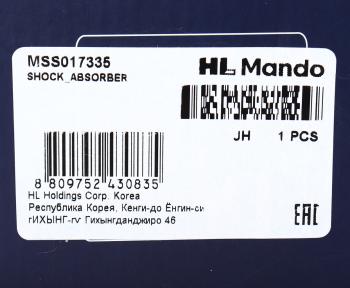 MSS017335
SHOCK_ABSORBER
HL Mando
JH 1 PCS
8 809752 430835
HL Holdings Corp. Korea
Республика Корея, Кенги-до Ёнгин-си
гИХЫНГ-гу Гихынгданджиро 46
EAC